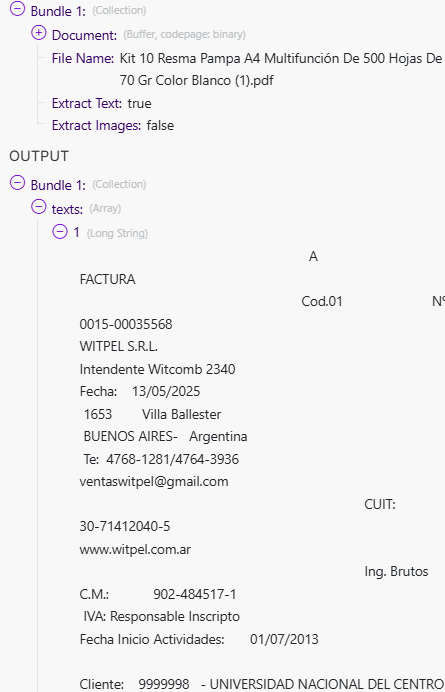 Bundle 1: (Collection)
Document: (Buffer, codepage: binary)
File Name: Kit 10 Resma Pampa A4 Multifunción De 500 Hojas De
70 Gr Color Blanco (1).pdf
Extract Text: true
Extract Images: false
OUTPUT
Bundle 1: (Collection)
texts: (Array)
1 (Long String)
A
FACTURA
Cod.01 Nº
0015-00035568
WITPEL S.R.L.
Intendente Witcomb 2340
Fecha: 13/05/2025
1653 Villa Ballester
BUENOS AIRES- Argentina
Te: 4768-1281/4764-3936
ventaswitpel@gmail.com
CUIT:
30-71412040-5
www.witpel.com.ar
Ing. Brutos
C.M.: 902-484517-1
IVA: Responsable Inscripto
Fecha Inicio Actividades: 01/07/2013
Cliente: 9999998 - UNIVERSIDAD NACIONAL DEL CENTRO